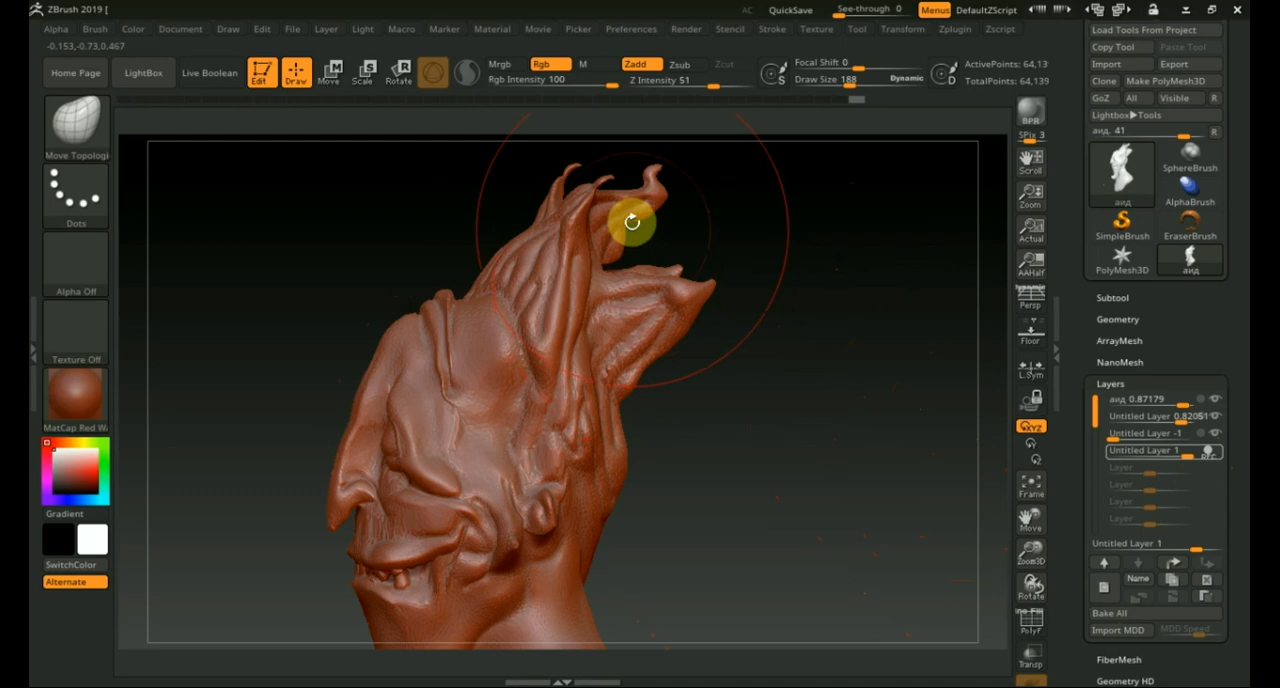 ZBrush 2019 [
AC QuickSave See-through 0 Menus DefaultZScript
Alpha Brush Color Document Draw Edit File Layer Light Macro Marker Material Movie Picker Preferences Render Stencil Stroke Texture Tool Transform Zplugin Zscript
-0.153,-0.73,0.467
Home Page LightBox Live Boolean Edit Draw Move Scale Rotate
Mrgb Rgb M Zadd Zsub Zcut
Rgb Intensity 100 Z Intensity 51
Focal Shift 0
Draw Size 188 Dynamic
S D
ActivePoints: 64,13
TotalPoints: 64,139
Move Topologi
Dots
Alpha Off
Texture Off
MatCap Red Wa
Gradient
SwitchColor
Alternate
BPR
SPix 3
Scroll
Zoom
Actual
AAHalf
Persp
Floor
L.Sym
XYZ
Frame
Move
Zoom3D
Rotate
PolyF
Transp
Load Tools From Project
Copy Tool Paste Tool
Import Export
Clone Make PolyMesh3D
GoZ All Visible R
Lightbox▶Tools
аид. 41 R
аид SphereBrush
AlphaBrush
SimpleBrush EraserBrush
PolyMesh3D аид
Subtool
Geometry
ArrayMesh
NanoMesh
Layers
аид 0.87179
Untitled Layer 0.82051
Untitled Layer -1
Untitled Layer 1 REC
Layer
Layer
Layer
Layer
Untitled Layer 1
Name
Bake All
Import MDD MDD Speed
FiberMesh
Geometry HD